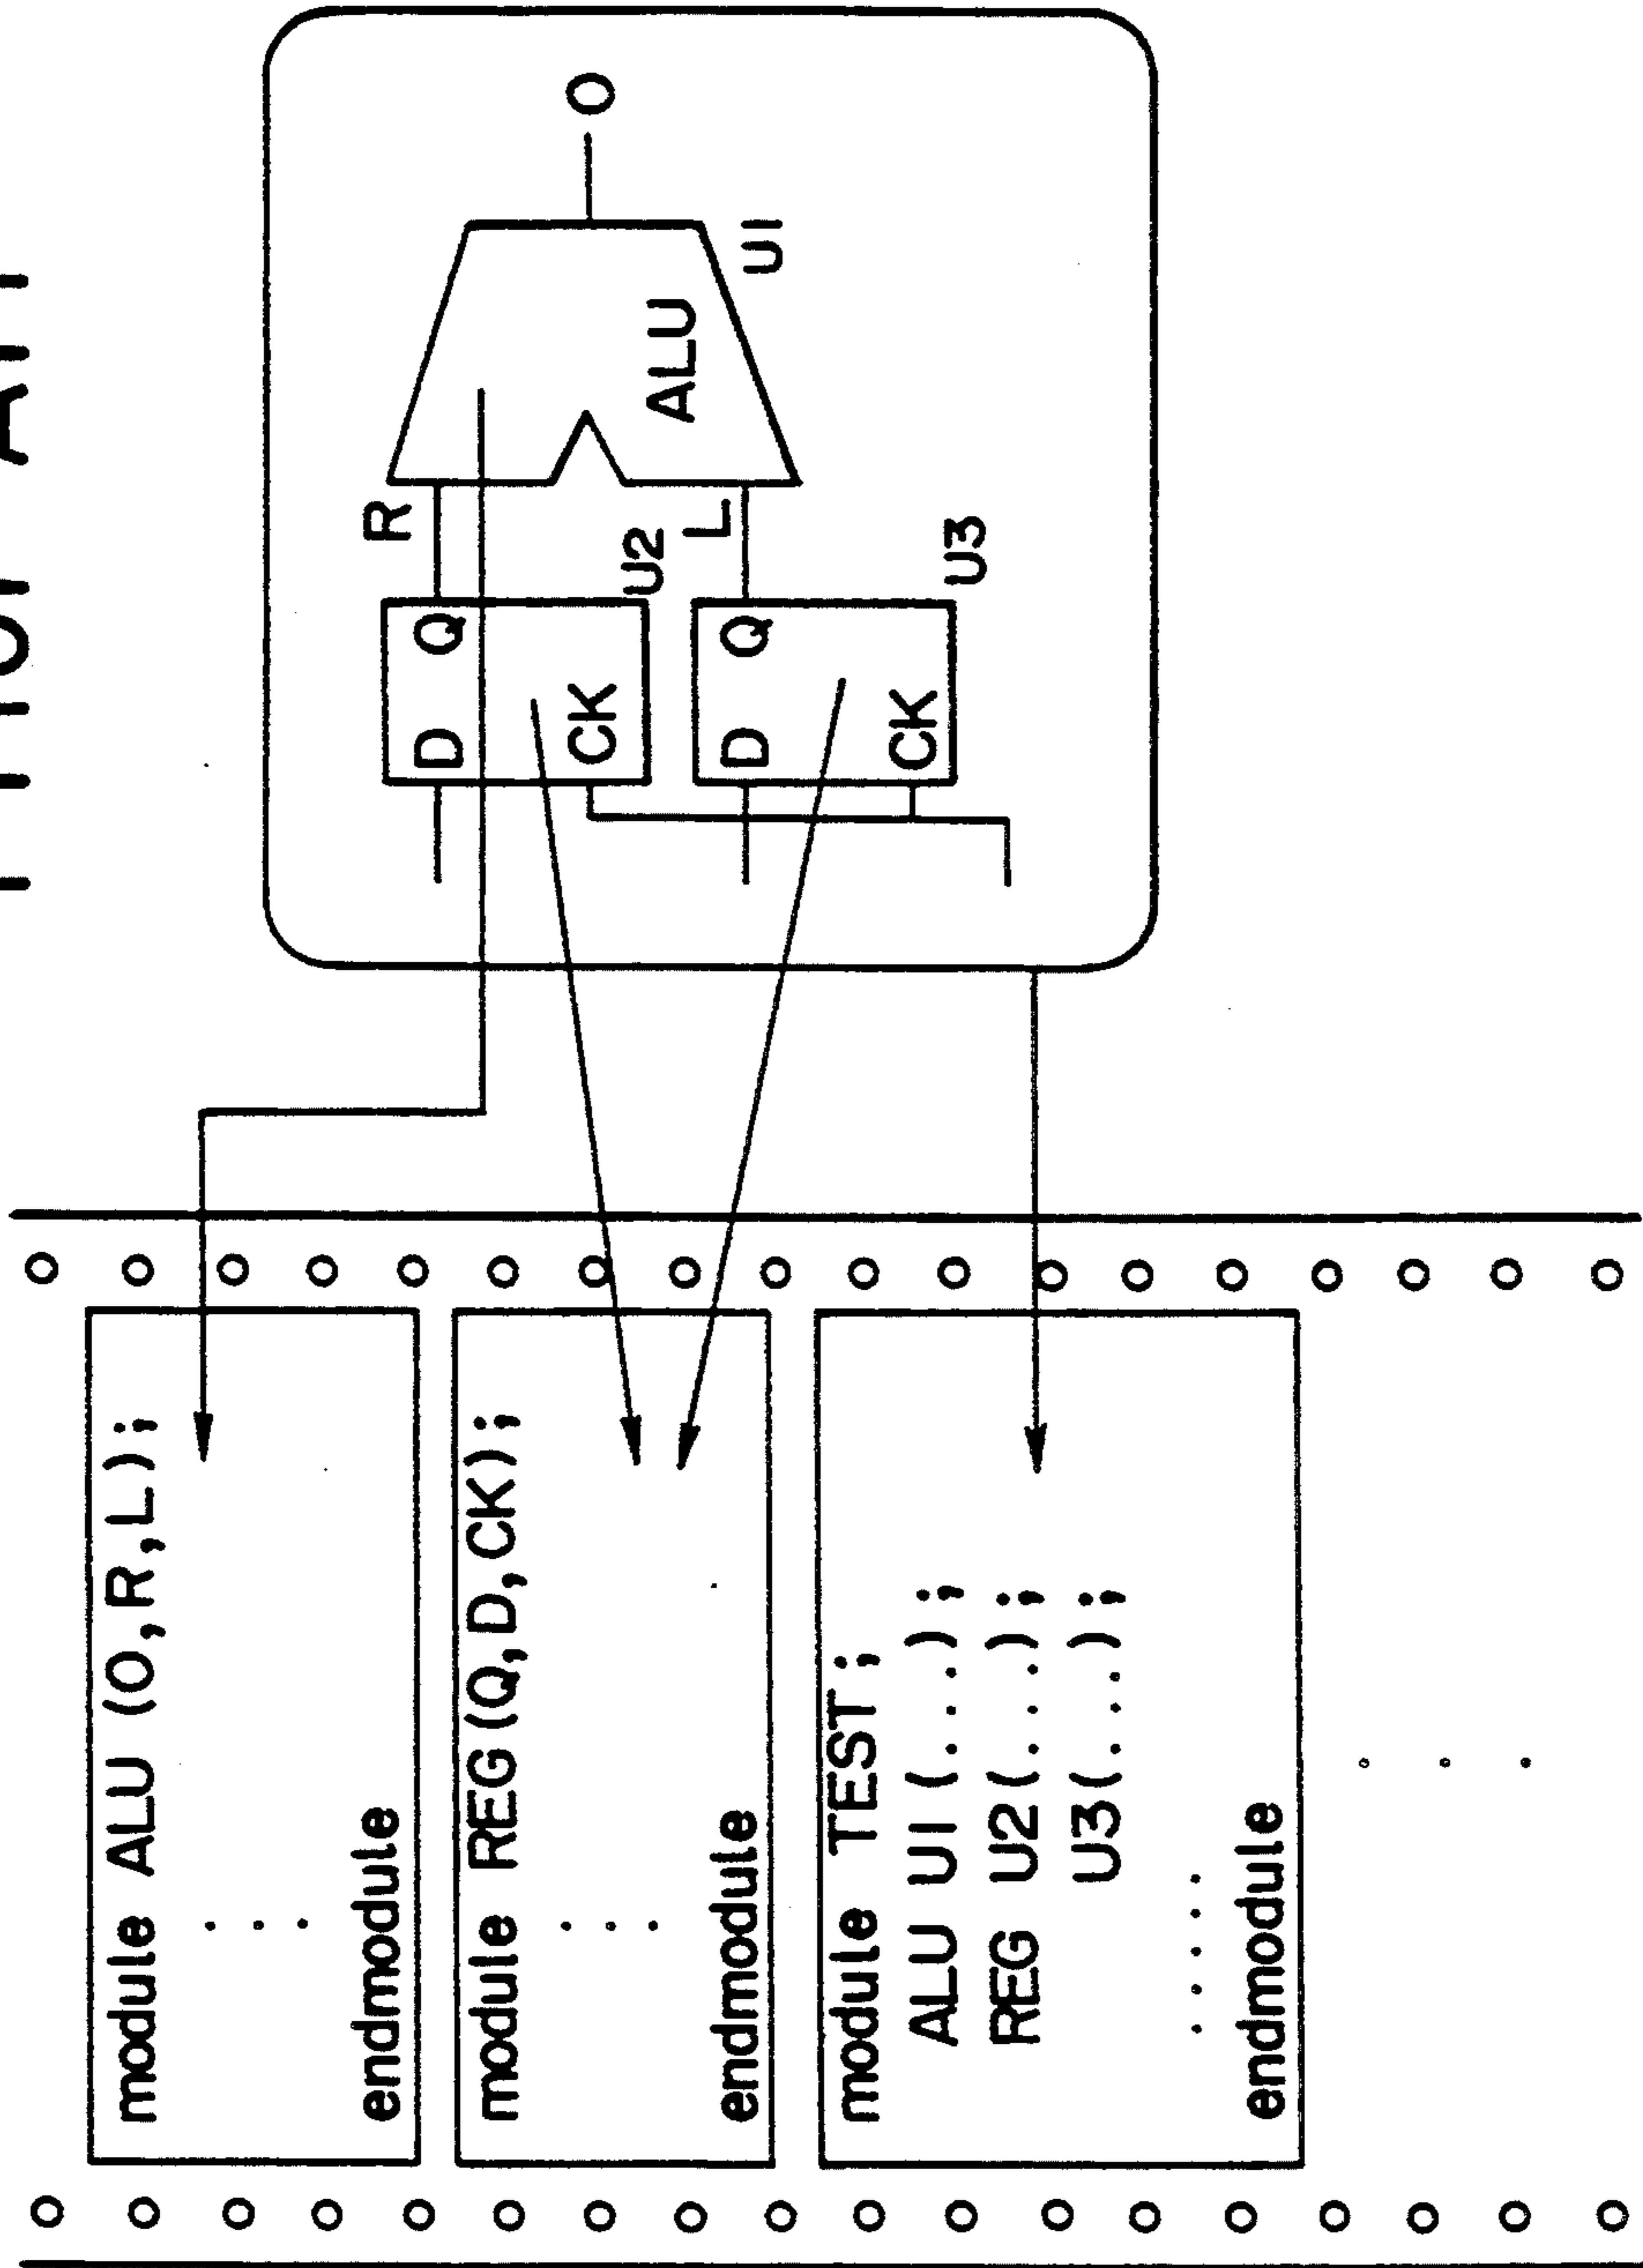 module ALU (O,R,L);
...
endmodule
module REG (Q,D,CK);
...
endmodule
module TEST;
ALU U1 (...);
REG U2 (...);
U3 (...);
.....
endmodule
...
R
D Q
CK
U2
L
D Q
CK
U3
ALU
U1
O